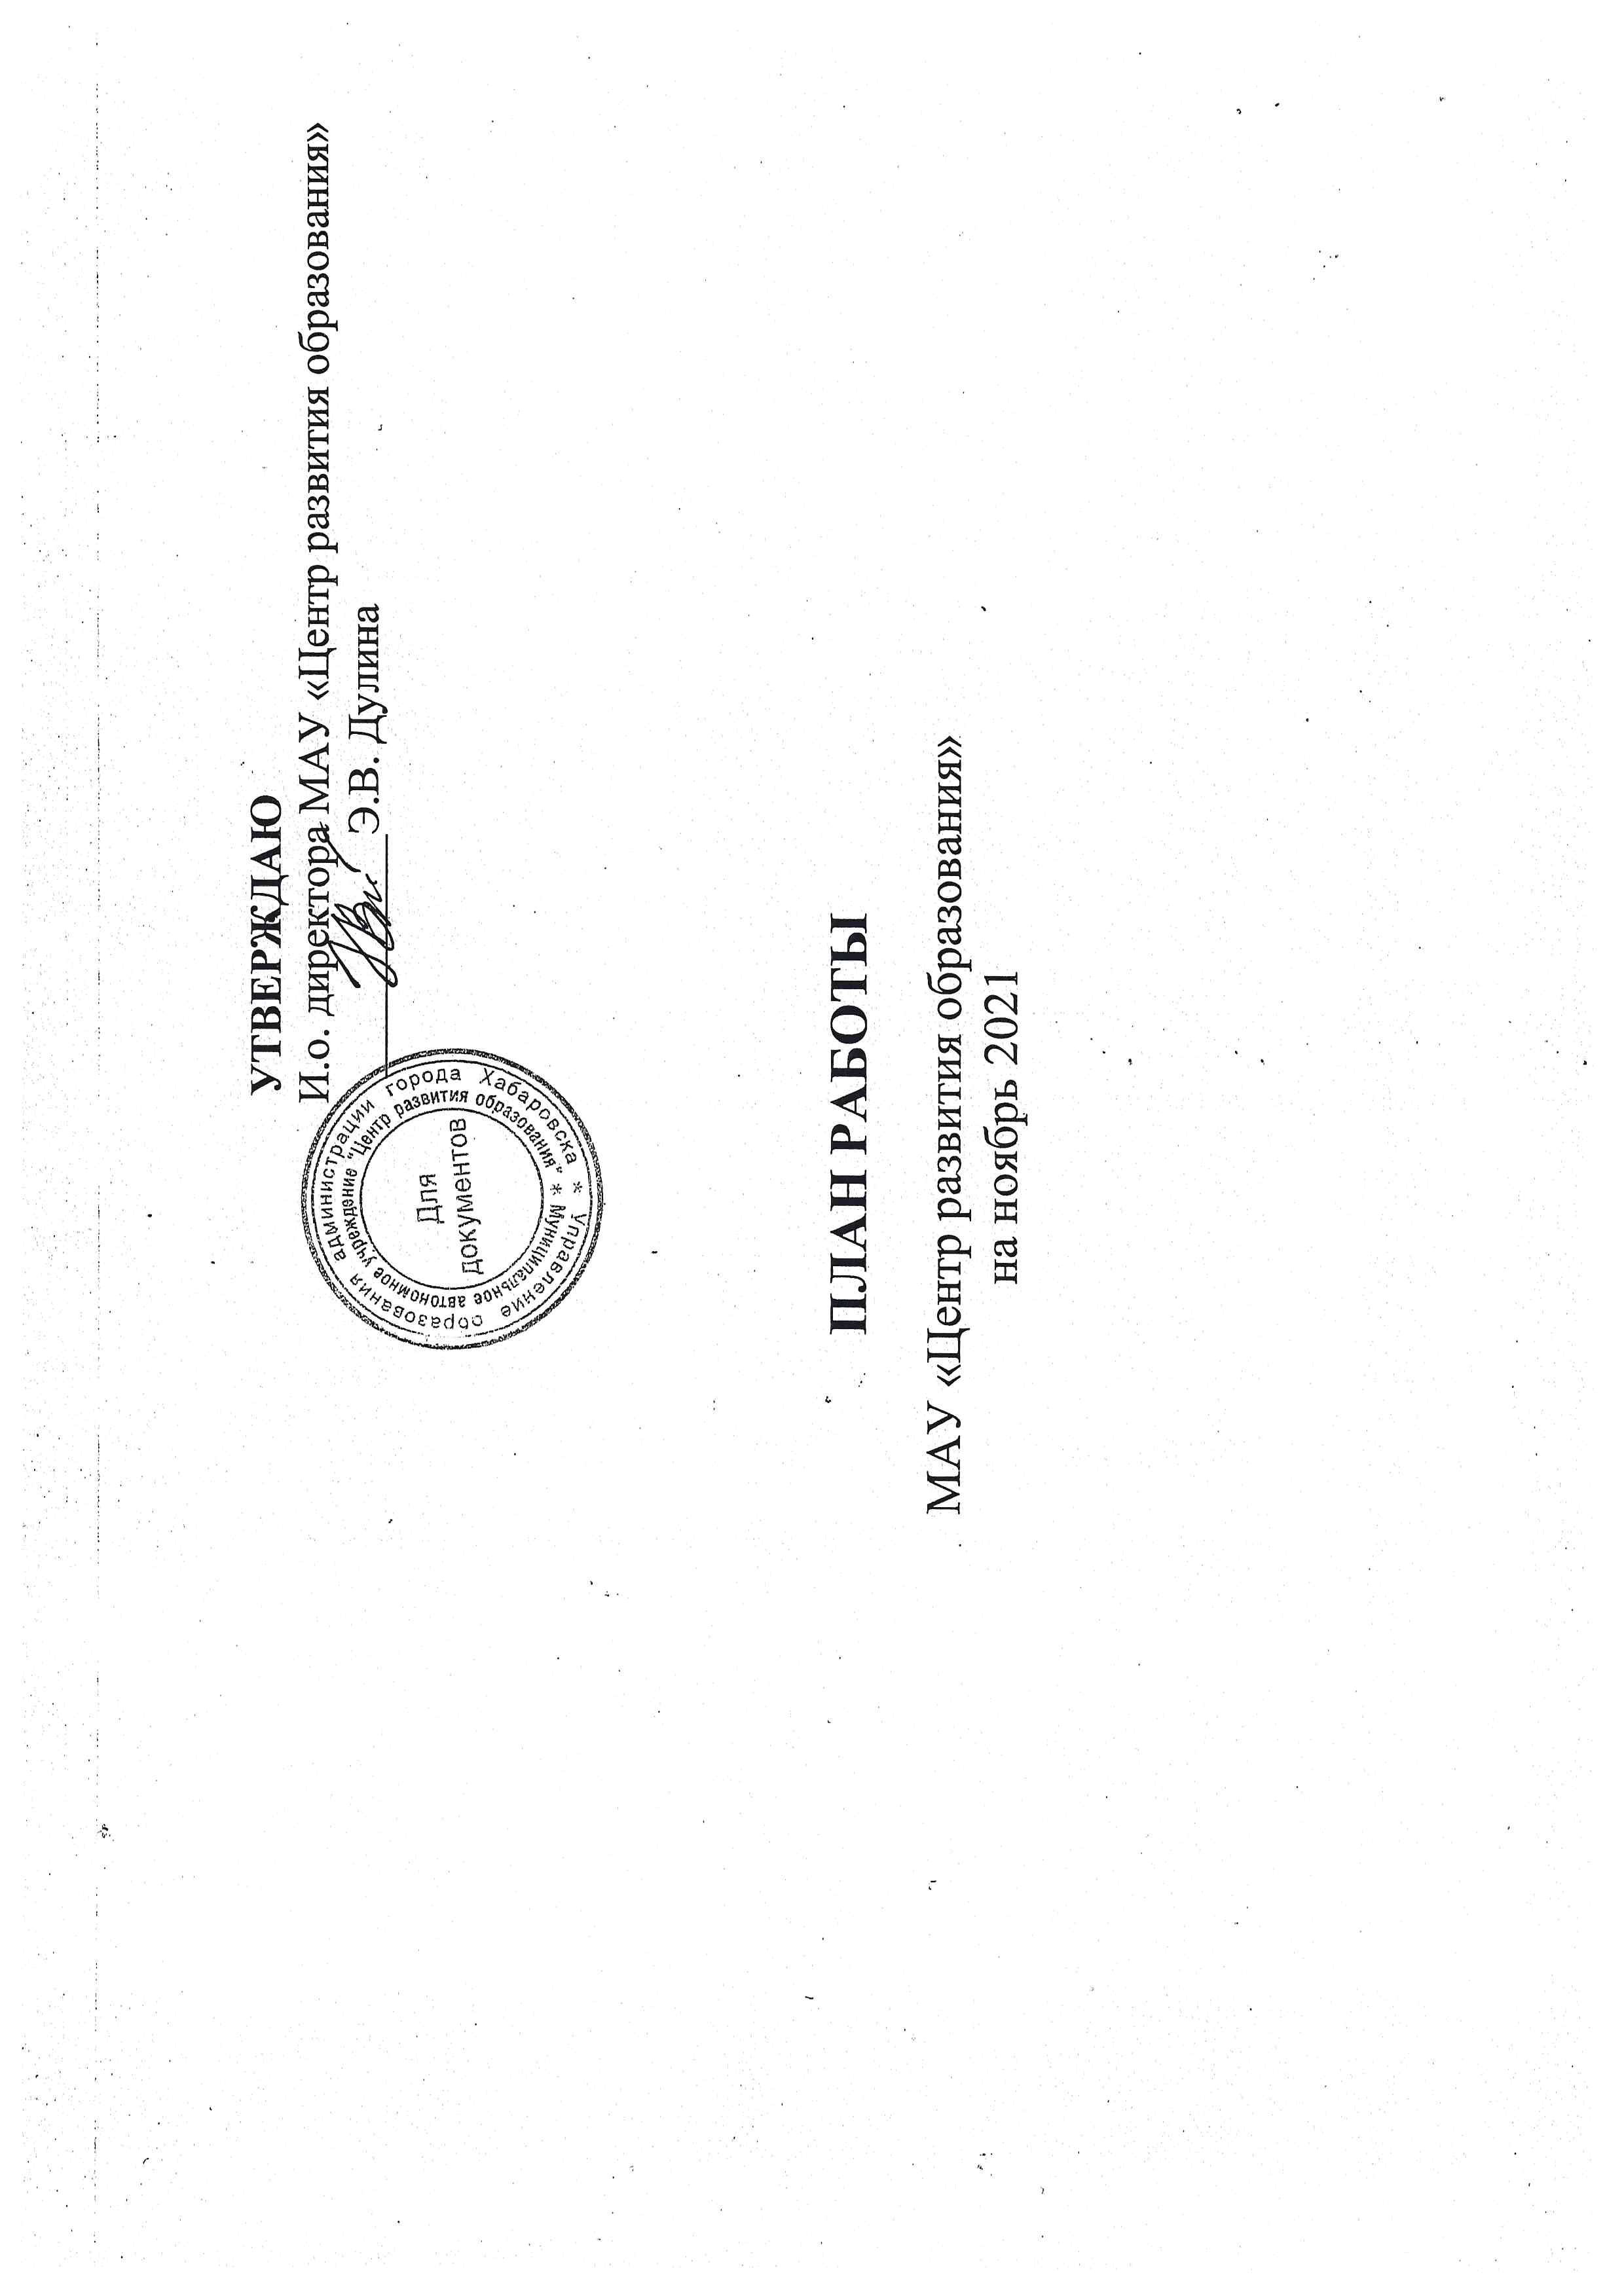 УТВЕРЖДАЮ
И.о. директора МАУ «Центр развития образования»
Э.В. Дулина
Управление образования администрации города Хабаровска *
Муниципальное автономное учреждение "Центр развития образования" *
Для
документов
ПЛАН РАБОТЫ
МАУ «Центр развития образования»
на ноябрь 2021